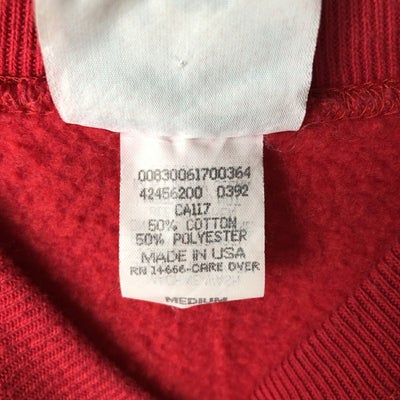 00830061700364
42456200 0392
CA117
50% COTTON
50% POLYESTER
MADE IN USA
RN 14666-CARE OVER
MEDIUM